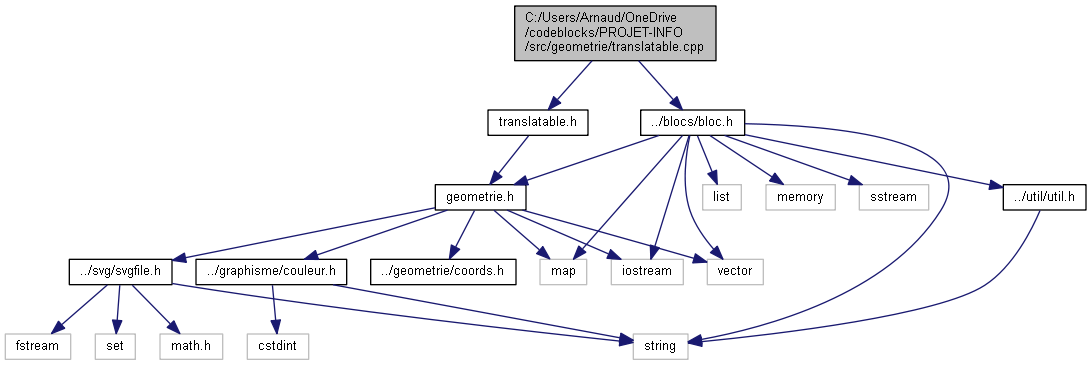 C:/Users/Arnaud/OneDrive
/codeblocks/PROJET-INFO
/src/geometrie/translatable.cpp
translatable.h
../blocs/bloc.h
geometrie.h
list
memory
sstream
../util/util.h
../svg/svgfile.h
../graphisme/couleur.h
../geometrie/coords.h
map
iostream
vector
fstream
set
math.h
cstdint
string